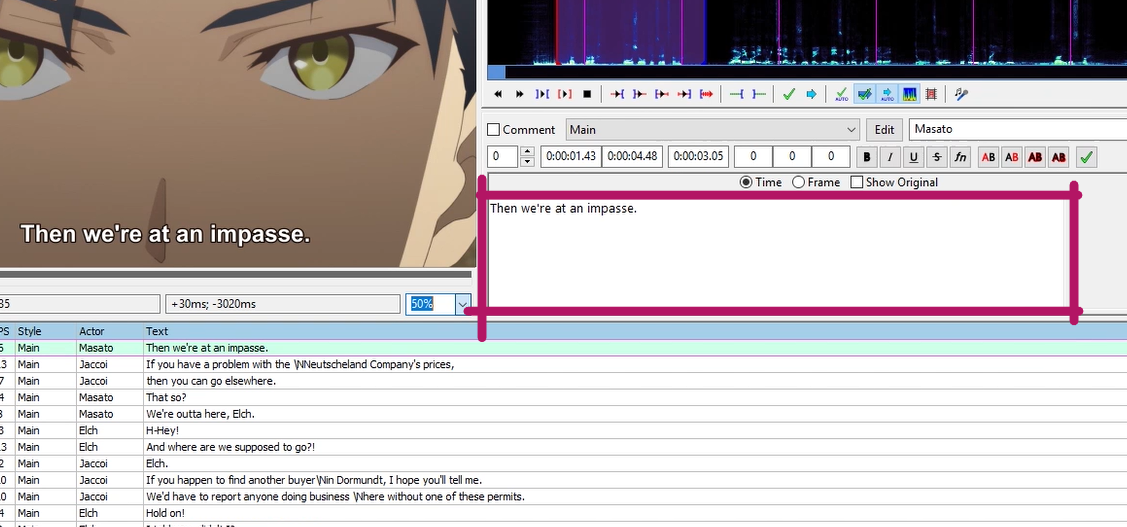 AUTO
AUTO
Comment
Main
Edit
Masato
0
0:00:01.43
0:00:04.48
0:00:03.05
0
0
0
B
I
U
S
fn
AB
AB
AB
AB
Time
Frame
Show Original
Then we're at an impasse.
Then we're at an impasse.
35
+30ms; -3020ms
50%
PS Style Actor Text
5 Main Masato Then we're at an impasse.
13 Main Jaccoi If you have a problem with the \NNeutscheland Company's prices,
7 Main Jaccoi then you can go elsewhere.
4 Main Masato That so?
3 Main Masato We're outta here, Elch.
3 Main Elch H-Hey!
13 Main Elch And where are we supposed to go?!
2 Main Jaccoi Elch.
10 Main Jaccoi If you happen to find another buyer\Nin Dormundt, I hope you'll tell me.
10 Main Jaccoi We'd have to report anyone doing business \Nhere without one of these permits.
4 Main Elch Hold on!